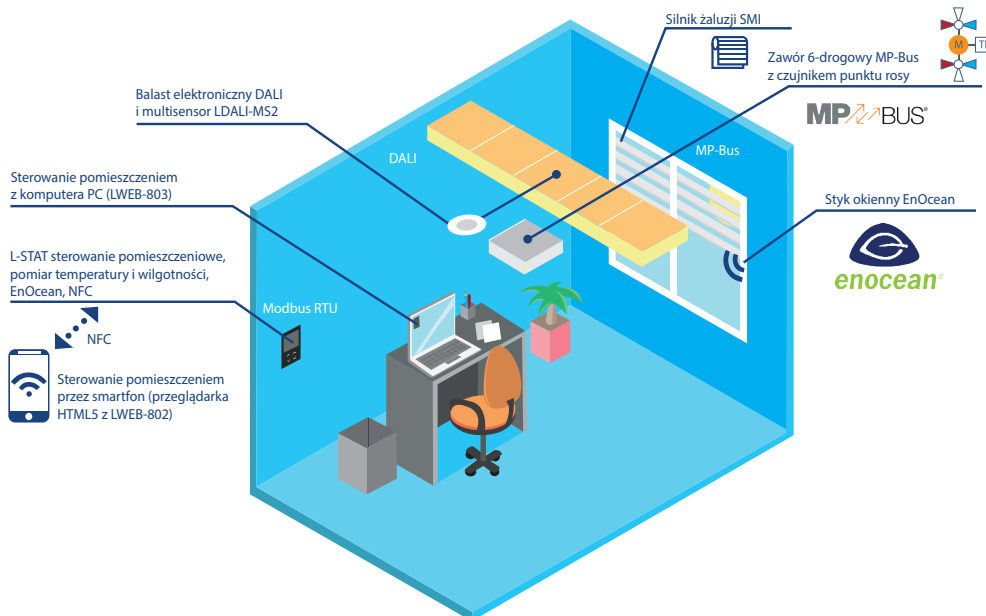 Silnik żaluzji SMI
M
Zawór 6-drogowy MP-Bus
z czujnikiem punktu rosy
MP BUS®
Balast elektroniczny DALI
i multisensor LDALI-MS2
DALI
MP-Bus
Sterowanie pomieszczeniem
z komputera PC (LWEB-803)
Styk okienny EnOcean
enocean®
L-STAT sterowanie pomieszczeniowe,
pomiar temperatury i wilgotności,
EnOcean, NFC
Modbus RTU
NFC
Sterowanie pomieszczeniem
przez smartfon (przeglądarka
HTML5 z LWEB-802)